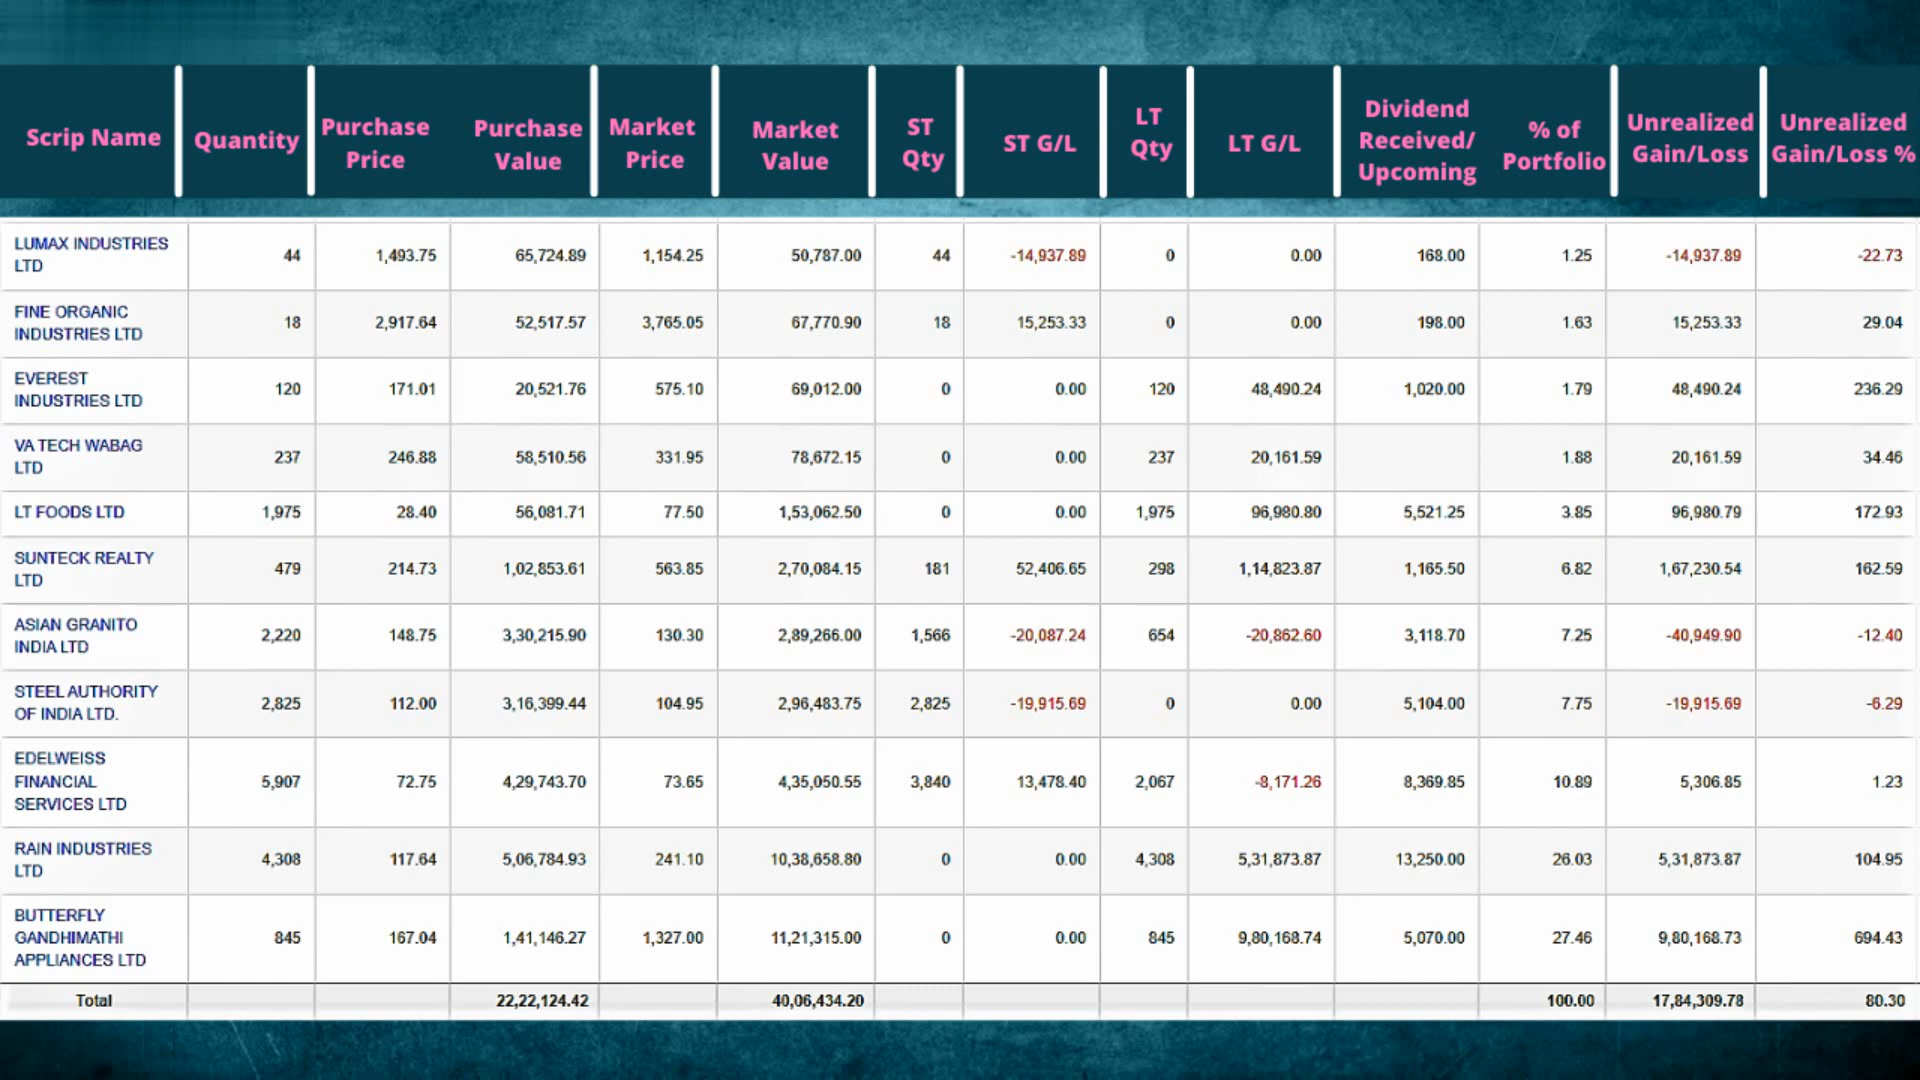 Scrip Name Quantity Purchase Price Purchase Value Market Price Market Value ST Qty ST G/L LT Qty LT G/L Dividend Received/ Upcoming % of Portfolio Unrealized Gain/Loss Unrealized Gain/Loss %
LUMAX INDUSTRIES LTD 44 1,493.75 65,724.89 1,154.25 50,787.00 44 -14,937.89 0 0.00 168.00 1.25 -14,937.89 -22.73
FINE ORGANIC INDUSTRIES LTD 18 2,917.64 52,517.57 3,765.05 67,770.90 18 15,253.33 0 0.00 198.00 1.63 15,253.33 29.04
EVEREST INDUSTRIES LTD 120 171.01 20,521.76 575.10 69,012.00 0 0.00 120 48,490.24 1,020.00 1.79 48,490.24 236.29
VA TECH WABAG LTD 237 246.88 58,510.56 331.95 78,672.15 0 0.00 237 20,161.59 1.88 20,161.59 34.46
LT FOODS LTD 1,975 28.40 56,081.71 77.50 1,53,062.50 0 0.00 1,975 96,980.80 5,521.25 3.85 96,980.79 172.93
SUNTECK REALTY LTD 479 214.73 1,02,853.61 563.85 2,70,084.15 181 52,406.65 298 1,14,823.87 1,165.50 6.82 1,67,230.54 162.59
ASIAN GRANITO INDIA LTD 2,220 148.75 3,30,215.90 130.30 2,89,266.00 1,566 -20,087.24 654 -20,862.60 3,118.70 7.25 -40,949.90 -12.40
STEEL AUTHORITY OF INDIA LTD. 2,825 112.00 3,16,399.44 104.95 2,96,483.75 2,825 -19,915.69 0 0.00 5,104.00 7.75 -19,915.69 -6.29
EDELWEISS FINANCIAL SERVICES LTD 5,907 72.75 4,29,743.70 73.65 4,35,050.55 3,840 13,478.40 2,067 -8,171.26 8,369.85 10.89 5,306.85 1.23
RAIN INDUSTRIES LTD 4,308 117.64 5,06,784.93 241.10 10,38,658.80 0 0.00 4,308 5,31,873.87 13,250.00 26.03 5,31,873.87 104.95
BUTTERFLY GANDHIMATHI APPLIANCES LTD 845 167.04 1,41,146.27 1,327.00 11,21,315.00 0 0.00 845 9,80,168.74 5,070.00 27.46 9,80,168.73 694.43
Total 22,22,124.42 40,06,434.20 100.00 17,84,309.78 80.30